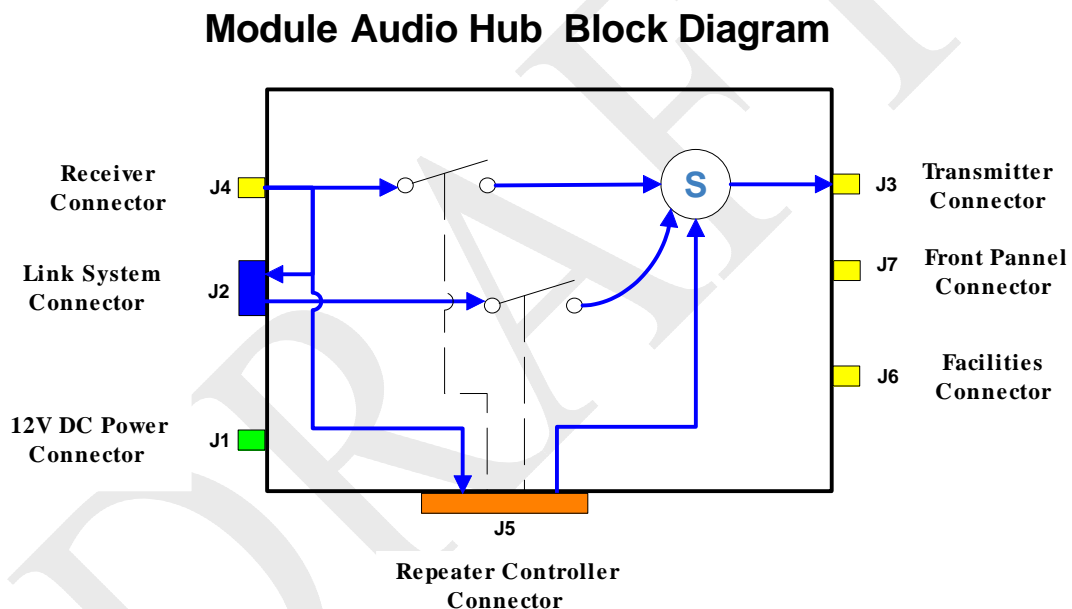 Module Audio Hub Block Diagram
Receiver
Connector
J4
S
J3
Transmitter
Connector
Link System
Connector
J2
J7
Front Pannel
Connector
J6
Facilities
Connector
12V DC Power
Connector
J1
J5
Repeater Controller
Connector
DRAFT